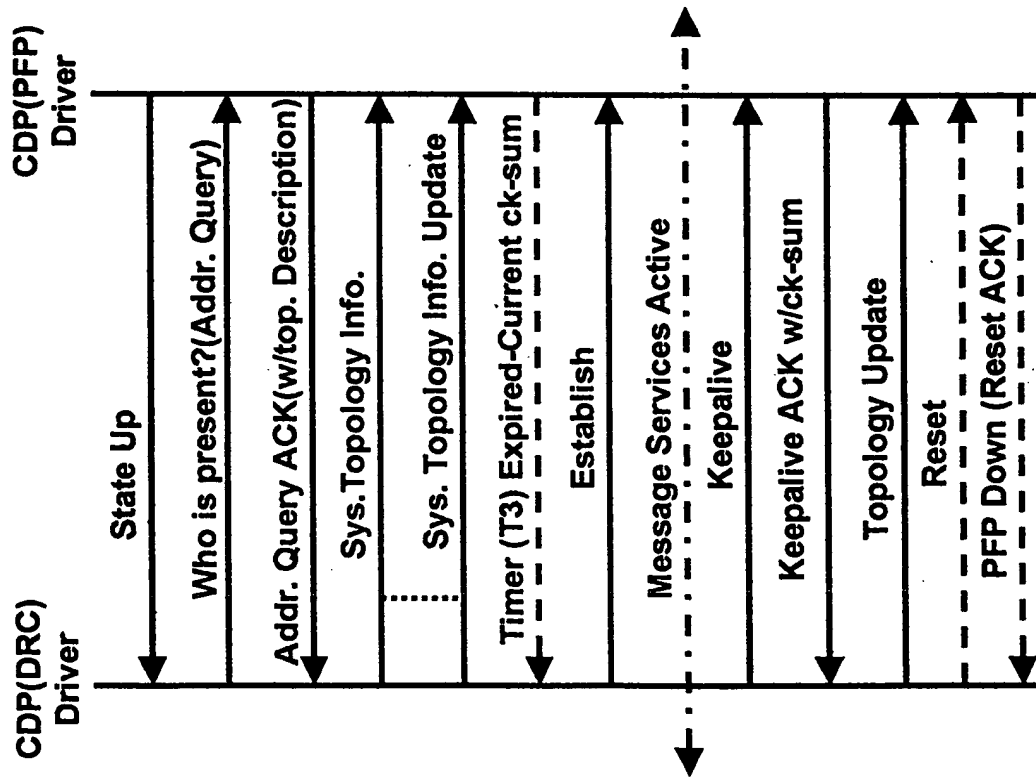 CDP(DRC)
Driver
CDP(PFP)
Driver
State Up
Who is present?(Addr. Query)
Addr. Query ACK(w/top. Description)
Sys.Topology Info.
Sys. Topology Info. Update
Timer (T3) Expired-Current ck-sum
Establish
Message Services Active
Keepalive
Keepalive ACK w/ck-sum
Topology Update
Reset
PFP Down (Reset ACK)